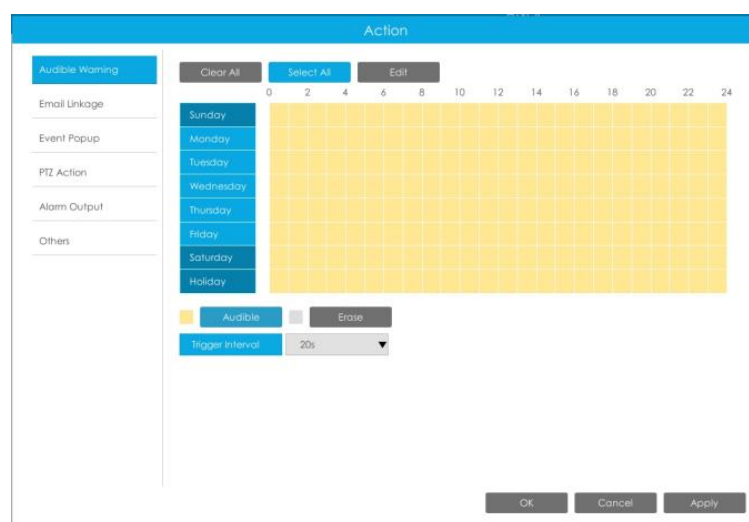 Action
Audible Warning
Email Linkage
Event Popup
PTZ Action
Alarm Output
Others
Clear All Select All Edit
0 2 4 6 8 10 12 14 16 18 20 22 24
Sunday
Monday
Tuesday
Wednesday
Thursday
Friday
Saturday
Holiday
Audible Erase
Trigger Interval 20s
OK Cancel Apply